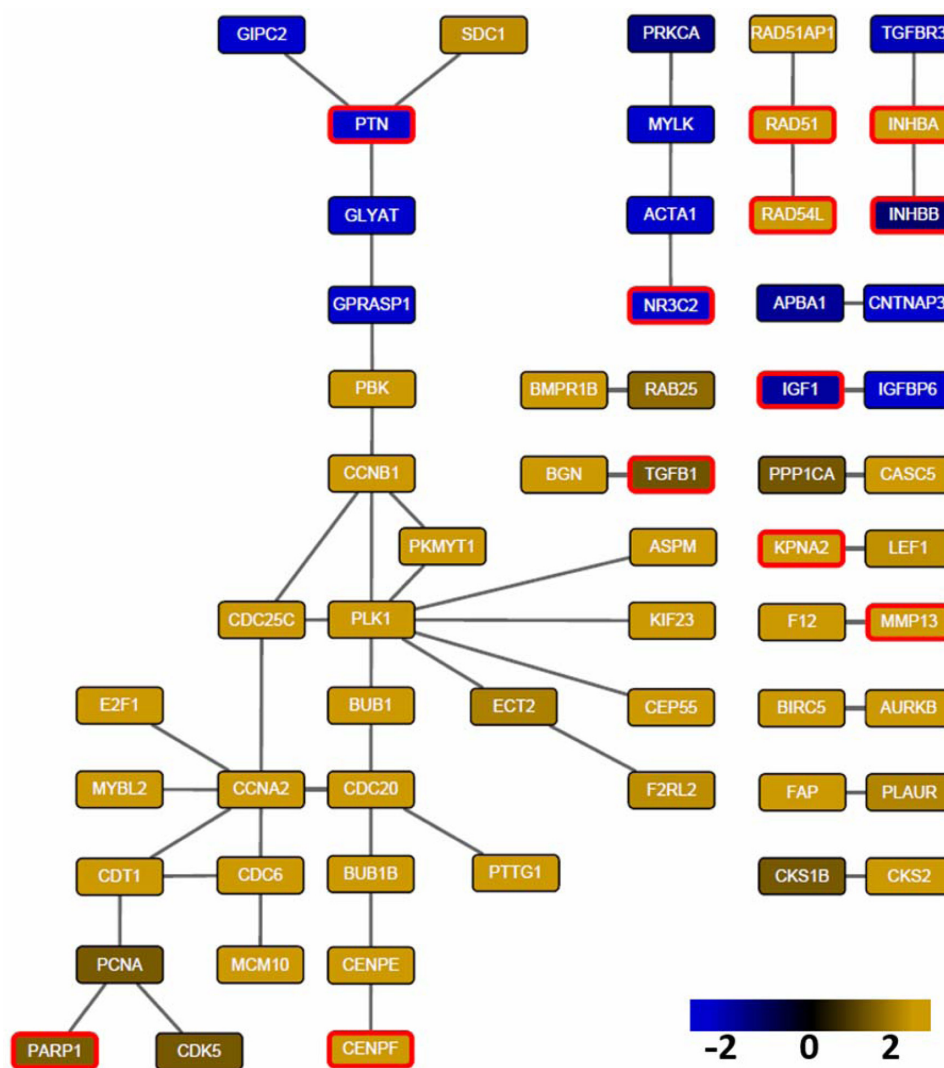 GIPC2 SDC1 PRKCA RAD51AP1 TGFBR3
PTN MYLK RAD51 INHBA
GLYAT ACTA1 RAD54L INHBB
GPRASP1 NR3C2 APBA1 CNTNAP3
PBK BMPR1B RAB25 IGF1 IGFBP6
CCNB1 BGN TGFB1 PPP1CA CASC5
PKMYT1 ASPM KPNA2 LEF1
CDC25C PLK1 KIF23 F12 MMP13
E2F1 BUB1 ECT2 CEP55 BIRC5 AURKB
MYBL2 CCNA2 CDC20 F2RL2 FAP PLAUR
CDT1 CDC6 BUB1B PTTG1 CKS1B CKS2
PCNA MCM10 CENPE
PARP1 CDK5 CENPF
-2 0 2